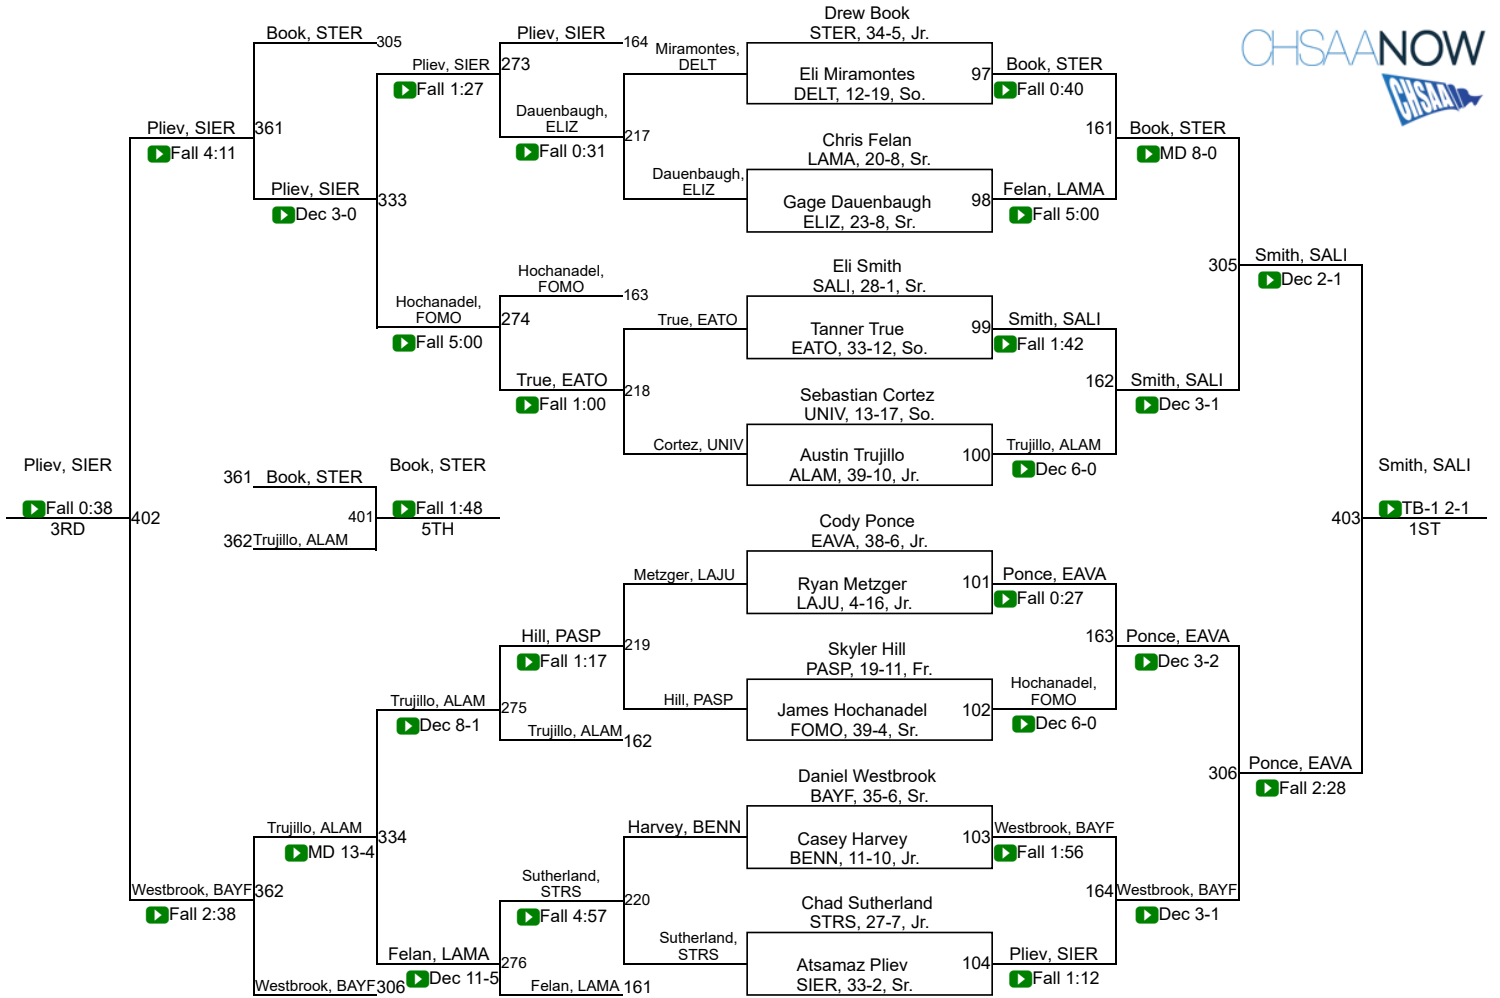 Drew Book
STER, 34-5, Jr.
Eli Miramontes
DELT, 12-19, So.
97
Book, STER
Fall 0:40
Chris Felan
LAMA, 20-8, Sr.
Gage Dauenbaugh
ELIZ, 23-8, Sr.
98
Felan, LAMA
Fall 5:00
161
Book, STER
MD 8-0
Eli Smith
SALI, 28-1, Sr.
Tanner True
EATO, 33-12, So.
99
Smith, SALI
Fall 1:42
Sebastian Cortez
UNIV, 13-17, So.
Austin Trujillo
ALAM, 39-10, Jr.
100
Trujillo, ALAM
Dec 6-0
162
Smith, SALI
Dec 3-1
305
Smith, SALI
Dec 2-1
Cody Ponce
EAVA, 38-6, Jr.
Ryan Metzger
LAJU, 4-16, Jr.
101
Ponce, EAVA
Fall 0:27
Skyler Hill
PASP, 19-11, Fr.
James Hochanadel
FOMO, 39-4, Sr.
102
Hochanadel,
FOMO
Dec 6-0
163
Ponce, EAVA
Dec 3-2
Daniel Westbrook
BAYF, 35-6, Sr.
Casey Harvey
BENN, 11-10, Jr.
103
Westbrook, BAYF
Fall 1:56
Chad Sutherland
STRS, 27-7, Jr.
Atsamaz Pliev
SIER, 33-2, Sr.
104
Pliev, SIER
Fall 1:12
164
Westbrook, BAYF
Dec 3-1
306
Ponce, EAVA
Fall 2:28
403
Smith, SALI
TB-1 2-1
1ST
CHSAANOW
CHSAA
Miramontes,
DELT
Dauenbaugh,
ELIZ
217
Dauenbaugh,
ELIZ
Fall 0:31
Pliev, SIER
164
273
Pliev, SIER
Fall 1:27
True, EATO
Cortez, UNIV
218
True, EATO
Fall 1:00
Hochanadel,
FOMO
163
274
Hochanadel,
FOMO
Fall 5:00
333
Pliev, SIER
Dec 3-0
Book, STER
305
361
Pliev, SIER
Fall 4:11
Metzger, LAJU
Hill, PASP
219
Hill, PASP
Fall 1:17
Trujillo, ALAM
162
275
Trujillo, ALAM
Dec 8-1
Harvey, BENN
Sutherland,
STRS
220
Sutherland,
STRS
Fall 4:57
Felan, LAMA
161
276
Felan, LAMA
Dec 11-5
334
Trujillo, ALAM
MD 13-4
Westbrook, BAYF
306
362
Westbrook, BAYF
Fall 2:38
402
Pliev, SIER
Fall 0:38
3RD
361
Book, STER
362
Trujillo, ALAM
401
Book, STER
Fall 1:48
5TH